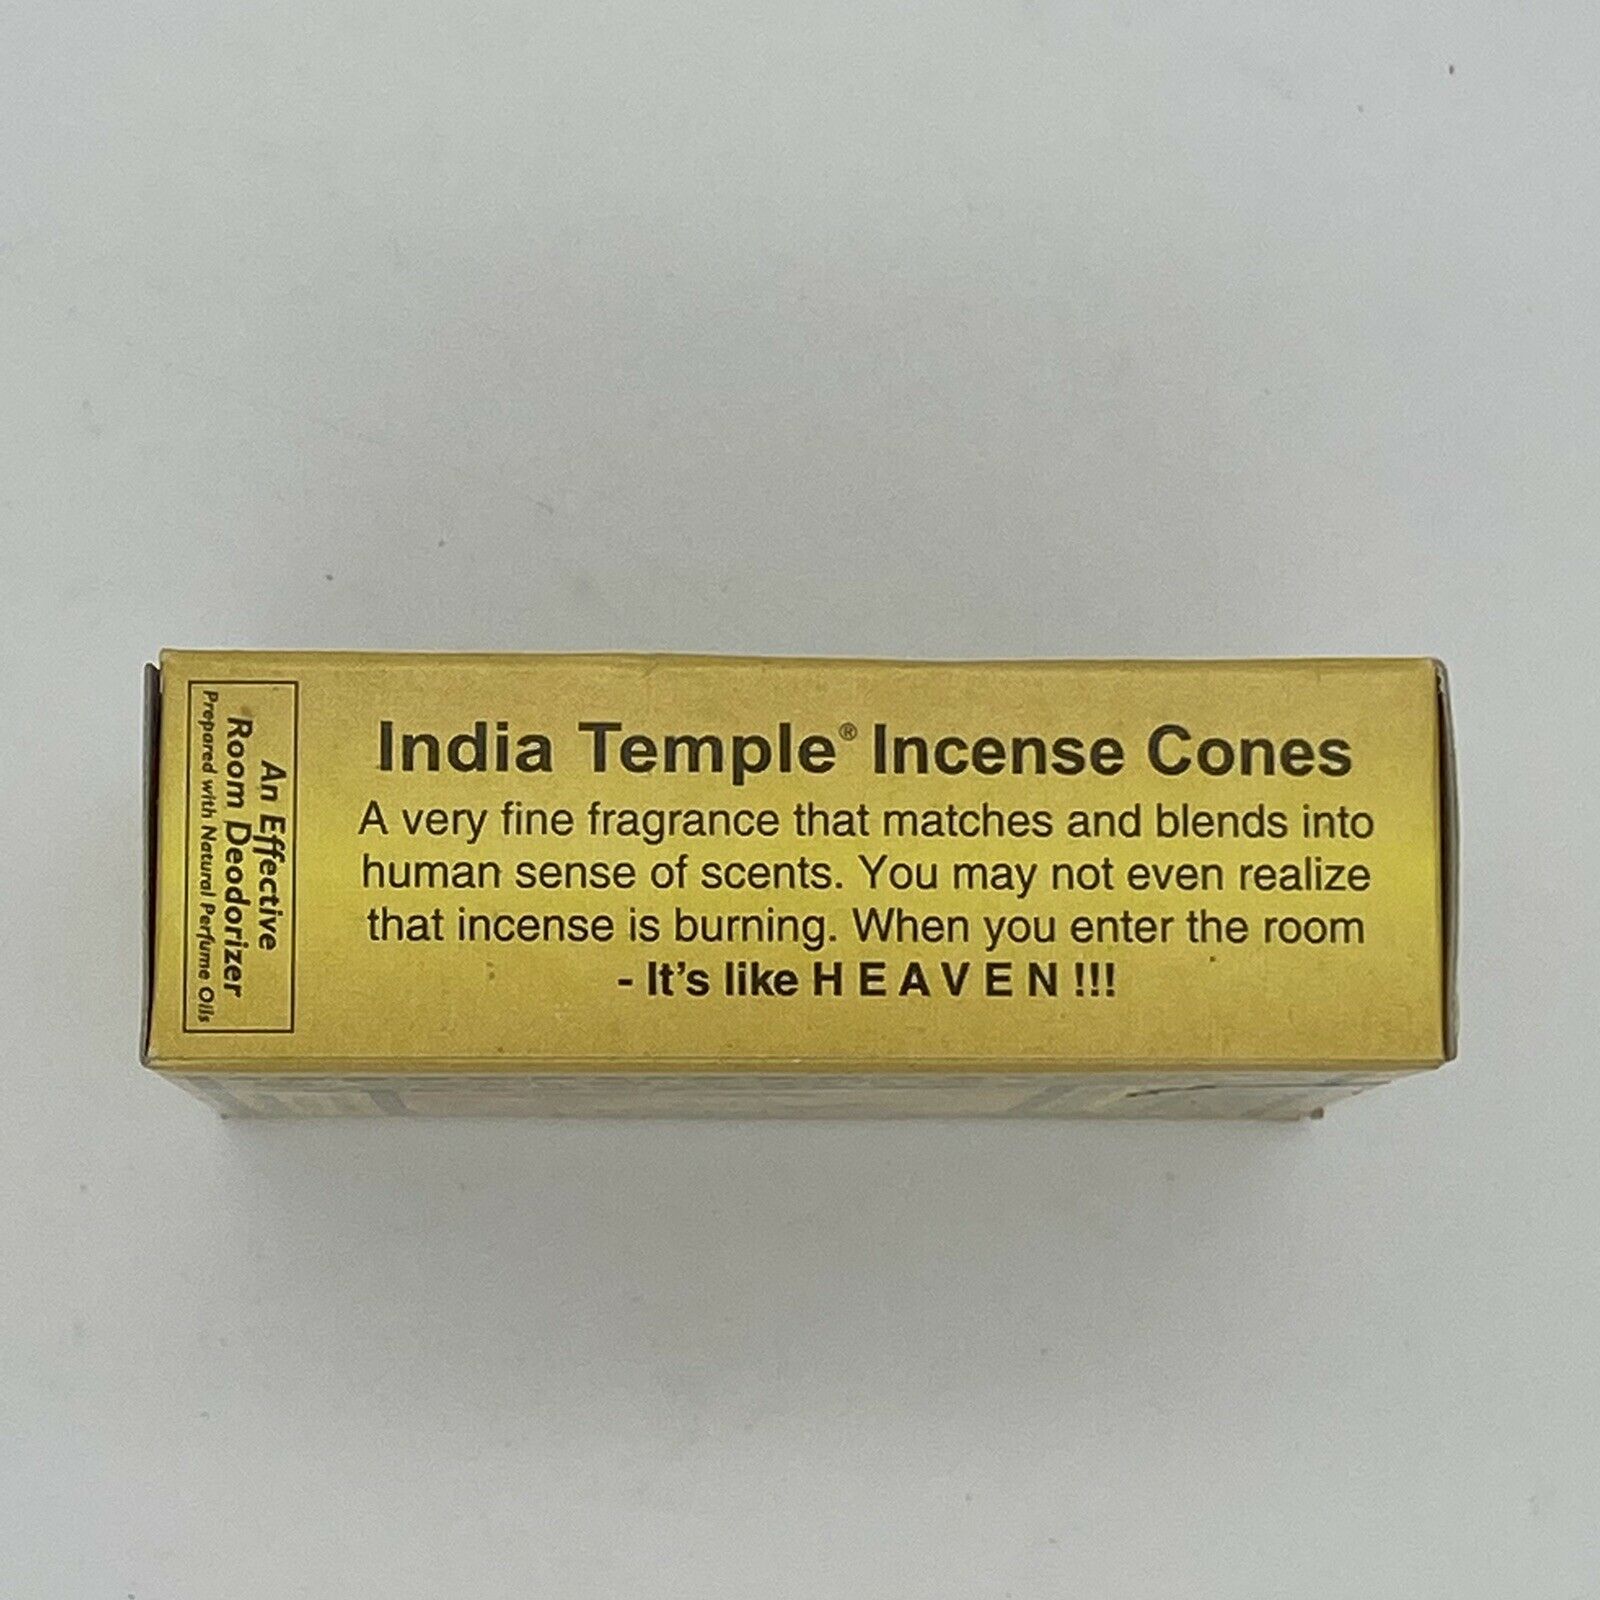 India Temple® Incense Cones
A very fine fragrance that matches and blends into
human sense of scents. You may not even realize
that incense is burning. When you enter the room
- It's like H E A V E N !!!
An Effective
Room Deodorizer
Prepared with Natural Perfume Oils